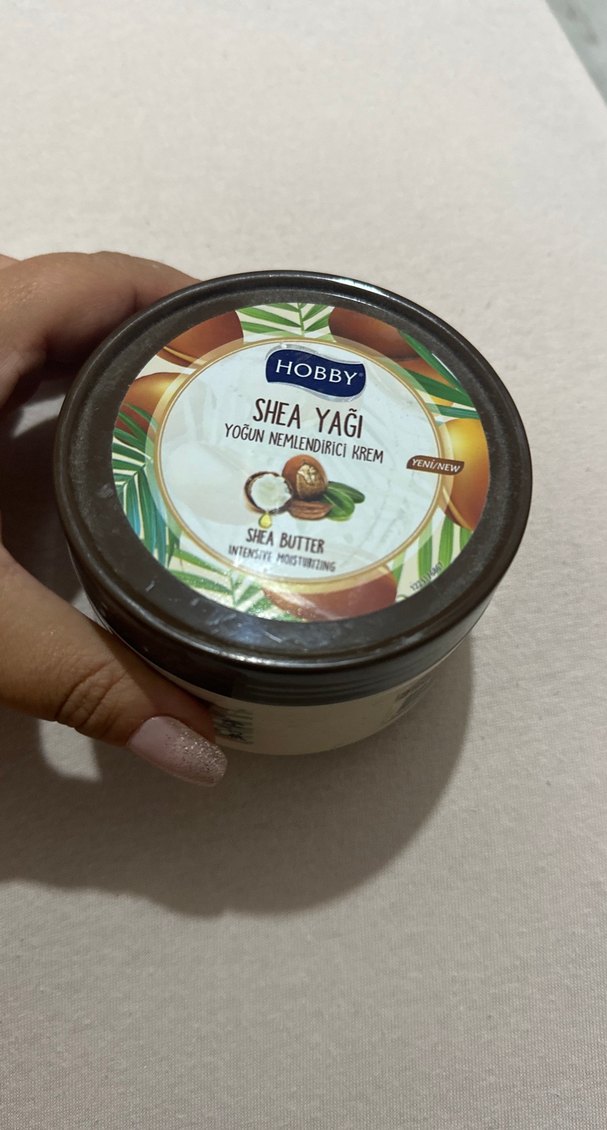 HOBBY
SHEA YAĞI
YOĞUN NEMLENDİRİCİ KREM
YENİ/NEW
SHEA BUTTER
INTENSIVE MOISTURIZING